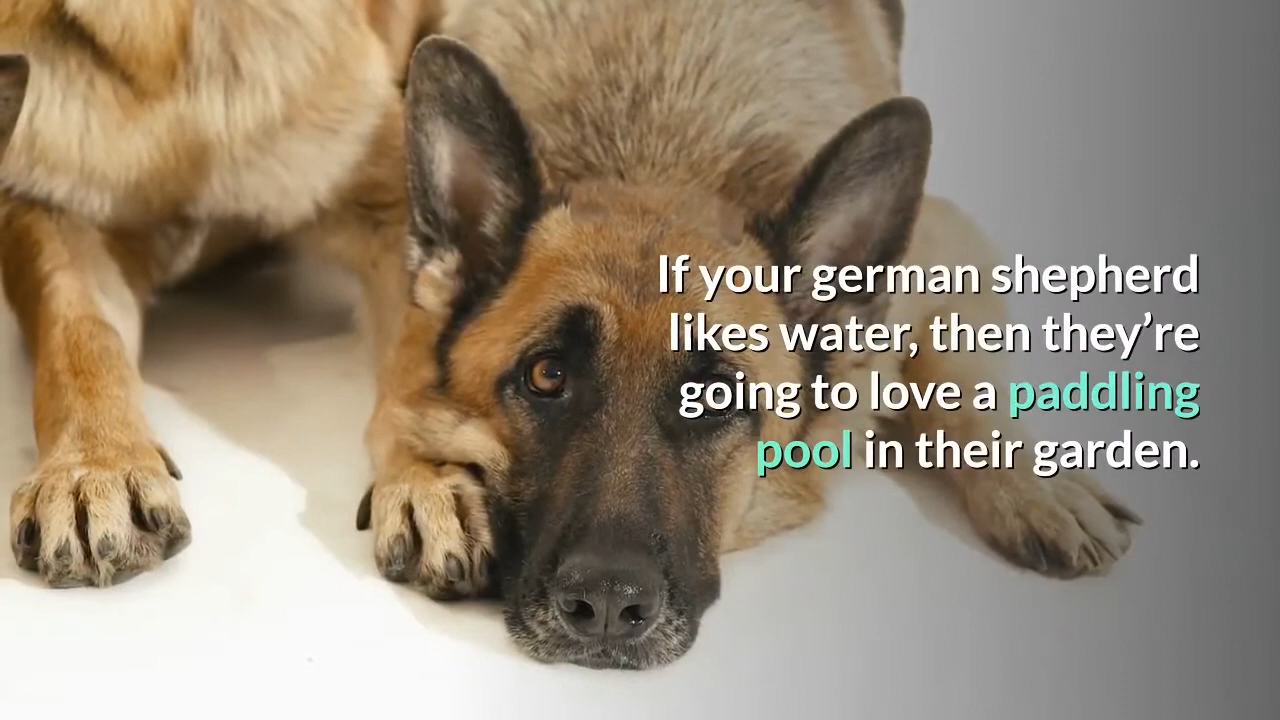 If your german shepherd
likes water, then they’re
going to love a paddling
pool in their garden.